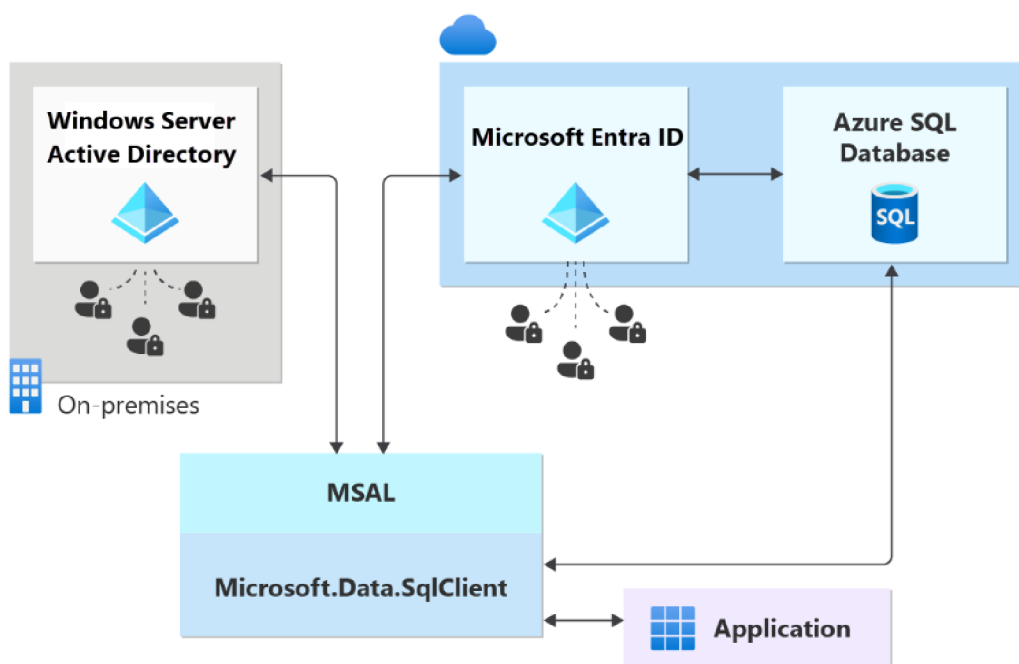 Windows Server
Active Directory
On-premises
Microsoft Entra ID
Azure SQL
Database
SQL
MSAL
Microsoft.Data.SqlClient
Application